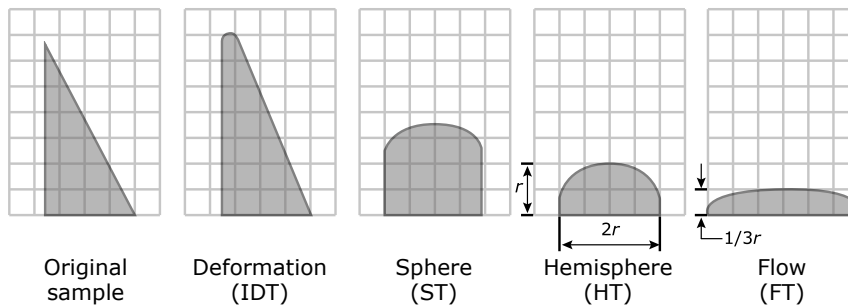 r
2r
1/3r
Original
sample
Deformation
(IDT)
Sphere
(ST)
Hemisphere
(HT)
Flow
(FT)